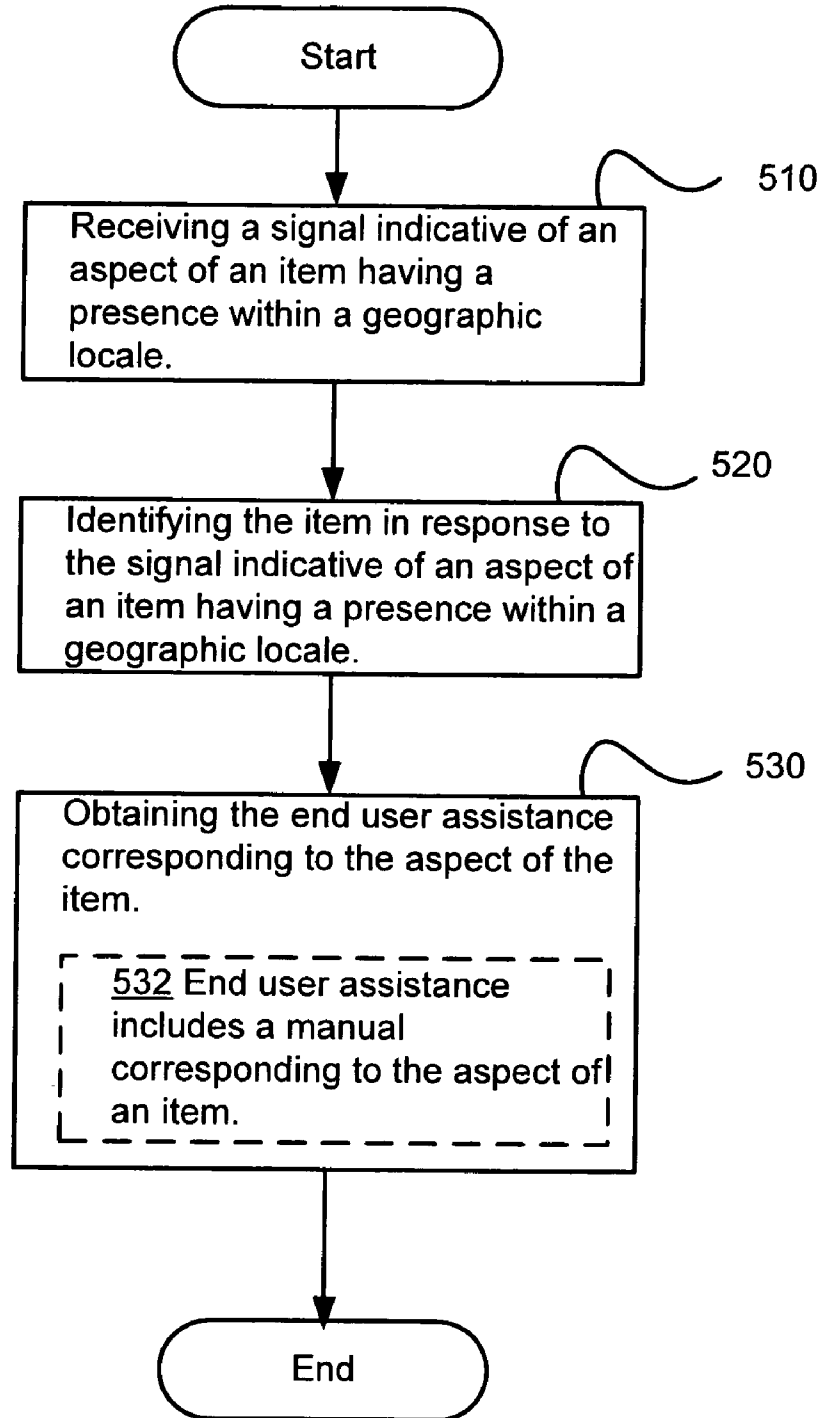 Start
510
Receiving a signal indicative of an
aspect of an item having a
presence within a geographic
locale.
520
Identifying the item in response to
the signal indicative of an aspect of
an item having a presence within a
geographic locale.
530
Obtaining the end user assistance
corresponding to the aspect of the
item.
532 End user assistance
includes a manual
corresponding to the aspect of
an item.
End